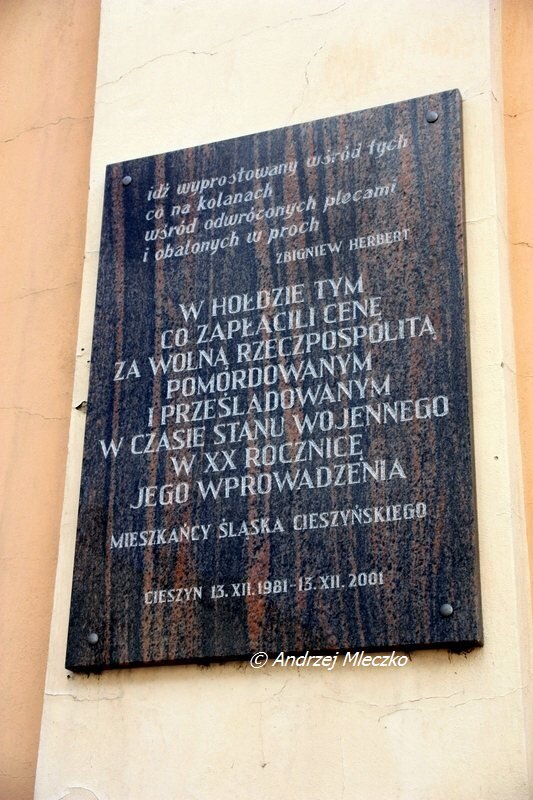 idź wyprostowany wśród tych
co na kolanach
wśród odwróconych plecami
i obalonych w proch
ZBIGNIEW HERBERT
W HOŁDZIE TYM
CO ZAPŁACILI CENĘ
ZA WOLNĄ RZECZPOSPOLITĄ
POMORDOWANYM
I PRZEŚLADOWANYM
W CZASIE STANU WOJENNEGO
W XX ROCZNICĘ
JEGO WPROWADZENIA
MIESZKAŃCY ŚLĄSKA CIESZYŃSKIEGO
CIESZYN 13.XII.1981-13.XII.2001
© Andrzej Mleczko